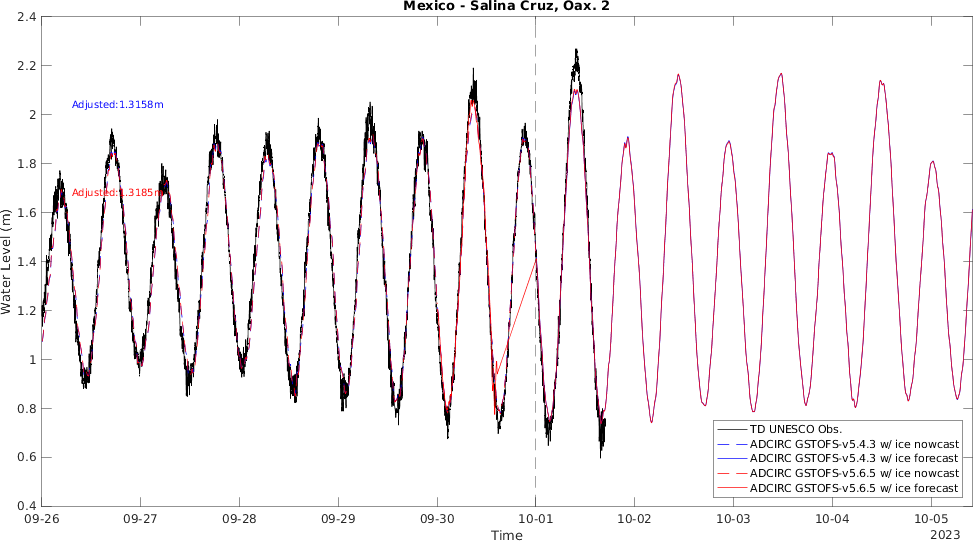 Mexico - Salina Cruz, Oax. 2
2.4
2.2
2
1.8
1.6
1.4
1.2
1
0.8
0.6
0.4
Water Level (m)
Adjusted:1.3158m
Adjusted:1.3185m
TD UNESCO Obs.
ADCIRC GSTOFS-v5.4.3 w/ ice nowcast
ADCIRC GSTOFS-v5.4.3 w/ ice forecast
ADCIRC GSTOFS-v5.6.5 w/ ice nowcast
ADCIRC GSTOFS-v5.6.5 w/ ice forecast
09-26 09-27 09-28 09-29 09-30 10-01 10-02 10-03 10-04 10-05
Time
2023